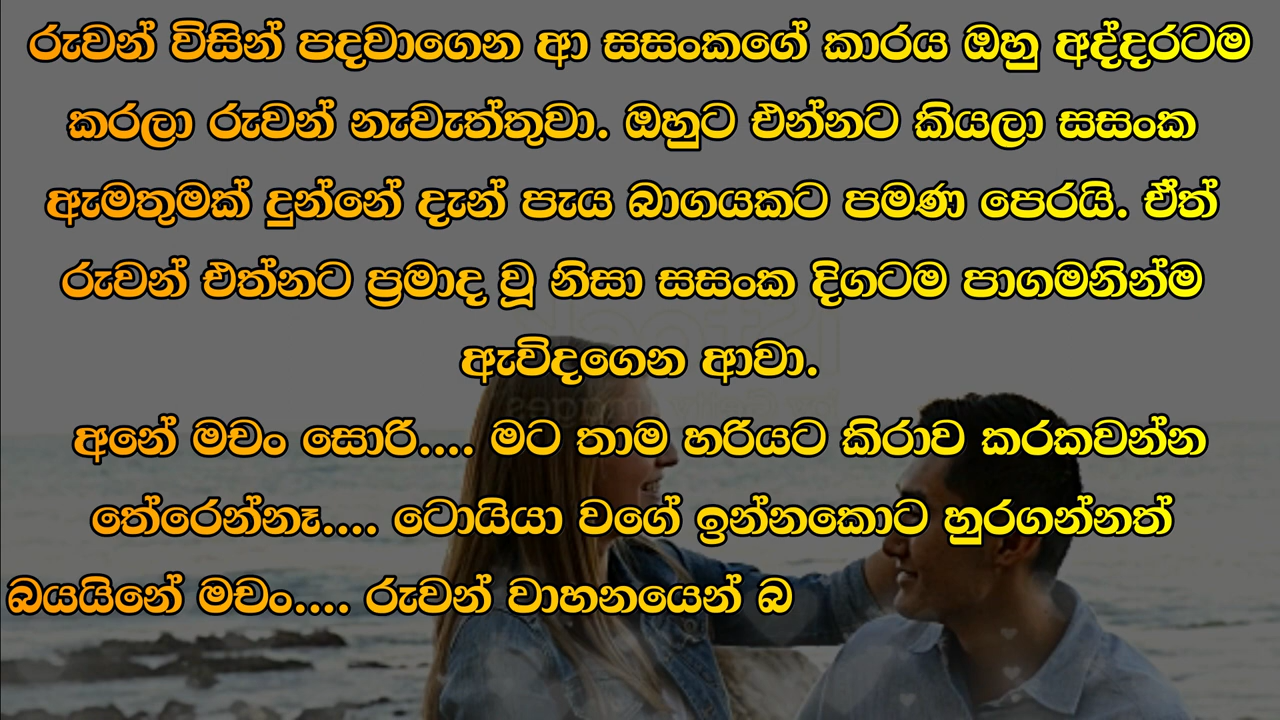 රුවන් විසින් පදවාගෙන ආ සසංකගේ කාරය ඔහු අද්දරටම
කරලා රුවන් නැවැත්තුවා. ඔහුට එන්නට කියලා සසංක
ඇමතුමක් දුන්නේ දැන් පැය බාගයකට පමණ පෙරයි. ඒත්
රුවන් එත්නට ප්‍රමාද වූ නිසා සසංක දිගටම පාගමනින්ම
ඇවිදගෙන ආවා.
අනේ මචං සොරි.... මට තාම හරියට කිරාව කරකවන්න
තේරෙන්නෑ.... ටොයියා වගේ ඉන්නකොට හුරගන්නත්
බයයිනේ මචං.... රුවන් වාහනයෙන් බ